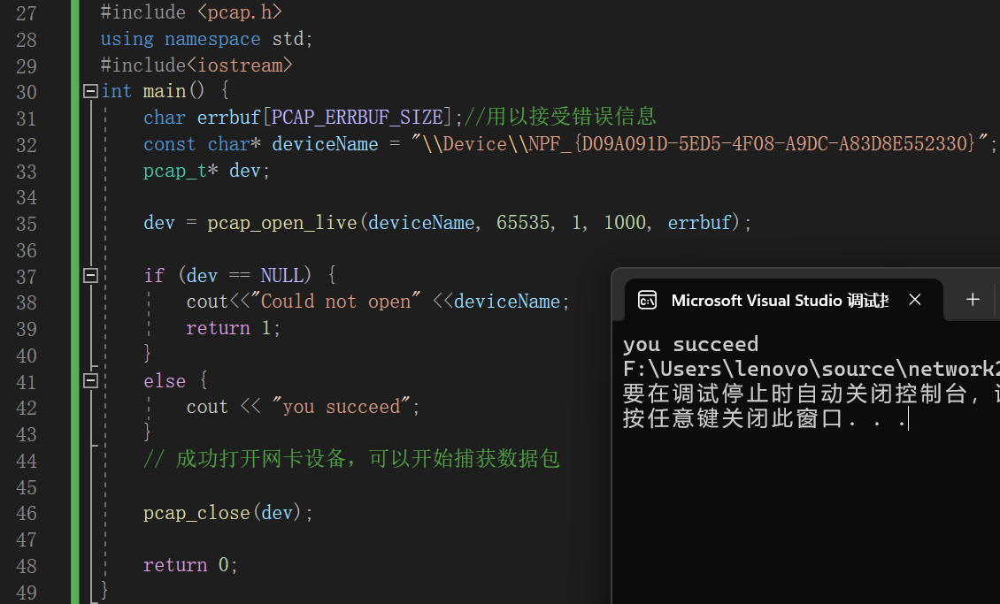 27 #include <pcap.h>
28 using namespace std;
29 #include<iostream>
30 int main() {
31 char errbuf[PCAP_ERRBUF_SIZE];//用以接受错误信息
32 const char* deviceName = "\\Device\\NPF_{D09A091D-5ED5-4F08-A9DC-A83D8E552330}";
33 pcap_t* dev;
34
35 dev = pcap_open_live(deviceName, 65535, 1, 1000, errbuf);
36
37 if (dev == NULL) {
38 cout<<"Could not open" <<deviceName;
39 return 1;
40 }
41 else {
42 cout << "you succeed";
43 }
44 // 成功打开网卡设备，可以开始捕获数据包
45
46 pcap_close(dev);
47
48 return 0;
49 }
Microsoft Visual Studio 调试
you succeed
F:\Users\lenovo\source\network
要在调试停止时自动关闭控制台，
按任意键关闭此窗口. . .